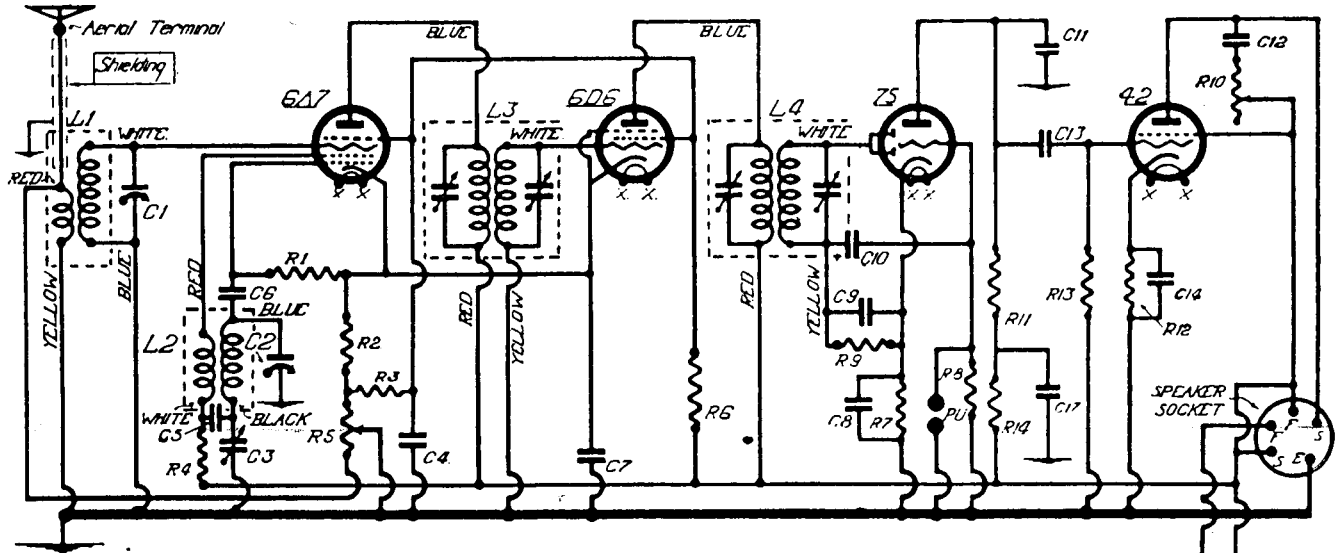 Aerial Terminal
Shielding
L1
WHITE
RED
C1
YELLOW
BLUE
6A7
BLUE
RED
R1
C6
BLUE
L2
C2
R2
R3
WHITE
C5
BLACK
R4
C3
R5
C4
X X
L3
WHITE
RED
YELLOW
6D6
X X
BLUE
C7
R6
L4
WHITE
RED
YELLOW
75
X X
C10
C9
R9
C8
R7
PU
R8
C11
R11
R14
C17
C13
R13
42
X X
C12
R10
C14
R12
SPEAKER
SOCKET
F
F
S
S
E